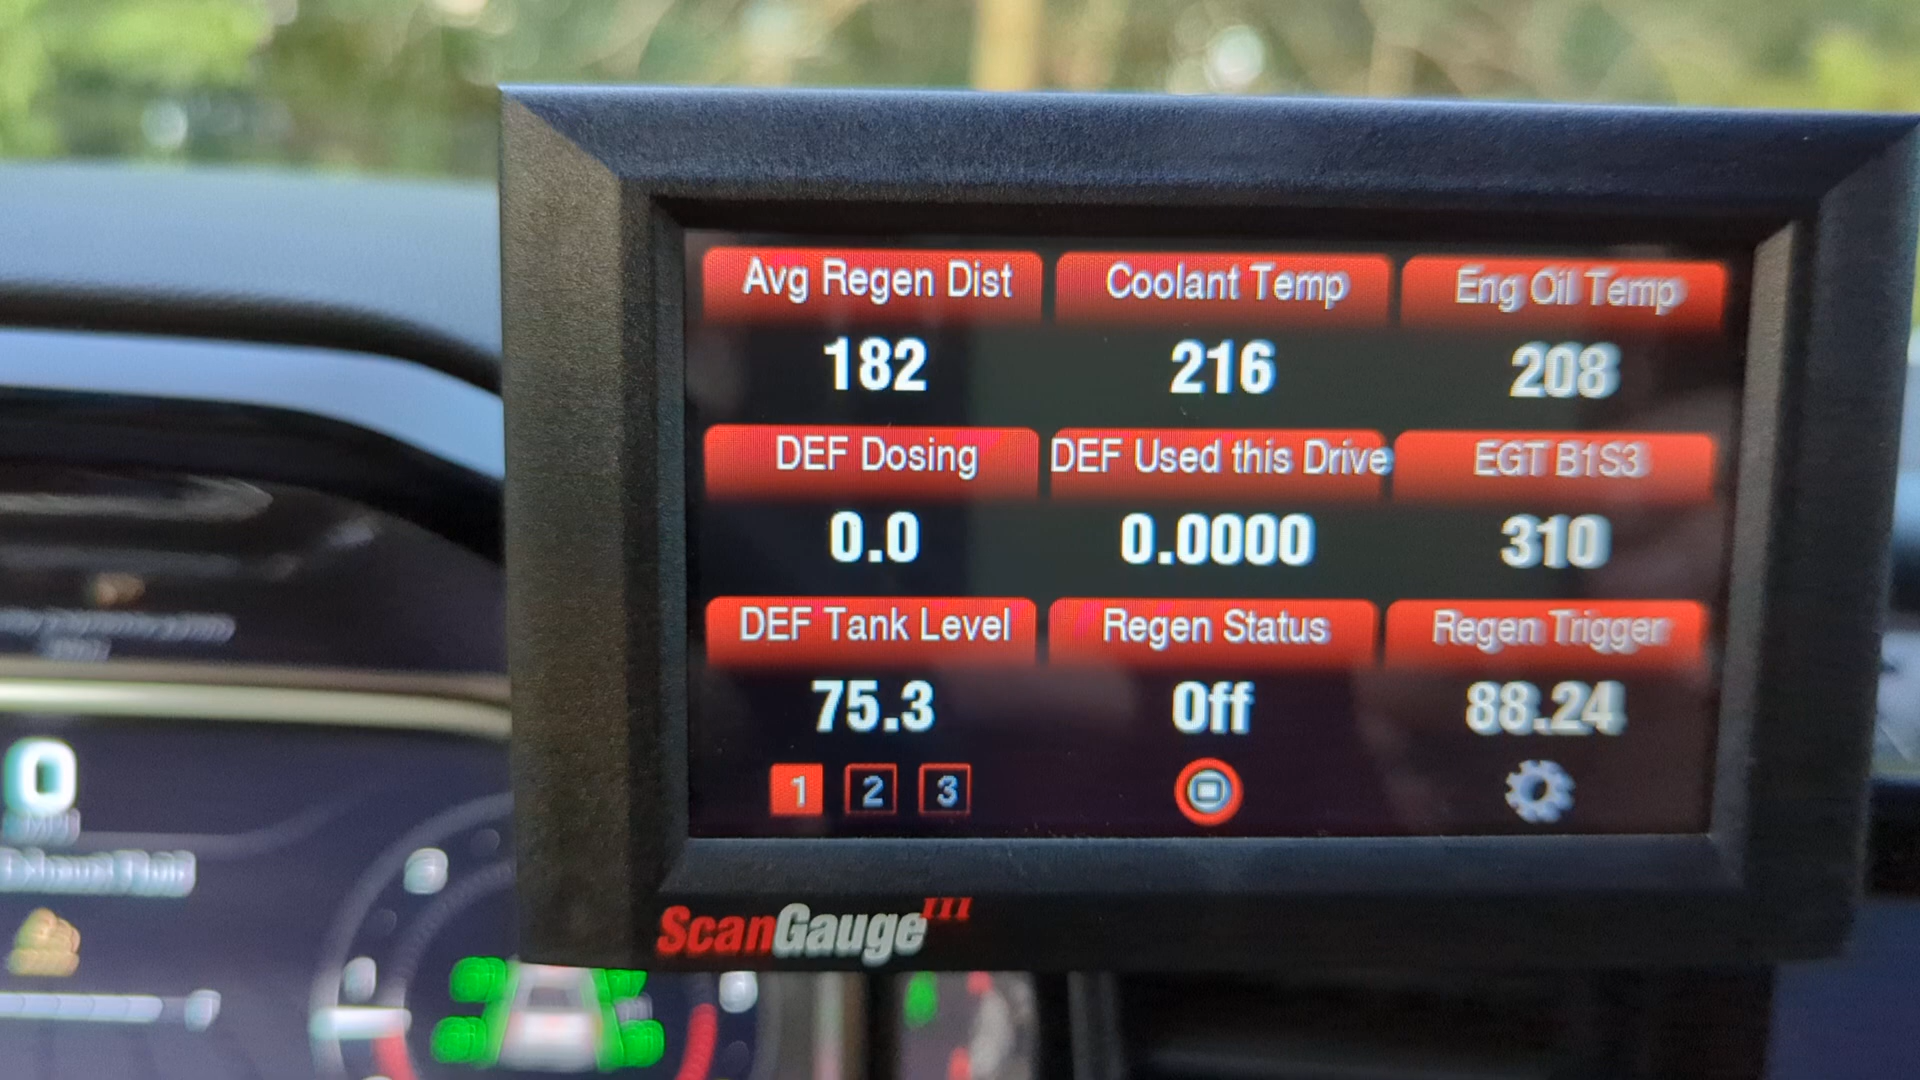 Avg Regen Dist
Coolant Temp
Eng Oil Temp
182
216
208
DEF Dosing
DEF Used this Drive
EGT B1S3
0.0
0.0000
310
DEF Tank Level
Regen Status
Regen Trigger
75.3
Off
88.24
1 2 3
ScanGauge III
0